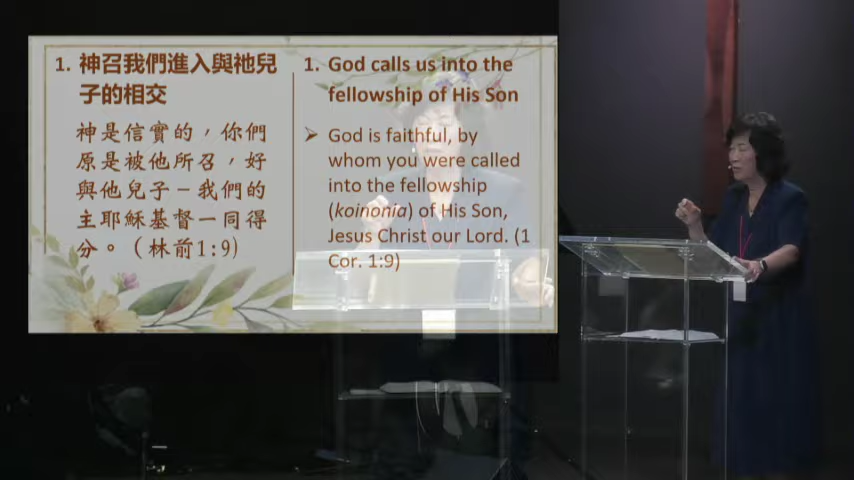 1. 神召我們進入與祂兒
子的相交
神是信實的，你們
原是被他所召，好
與他兒子－我們的
主耶穌基督一同得
分。（林前1:9)
1. God calls us into the
fellowship of His Son
➢ God is faithful, by
whom you were called
into the fellowship
(koinonia) of His Son,
Jesus Christ our Lord. (1
Cor. 1:9)